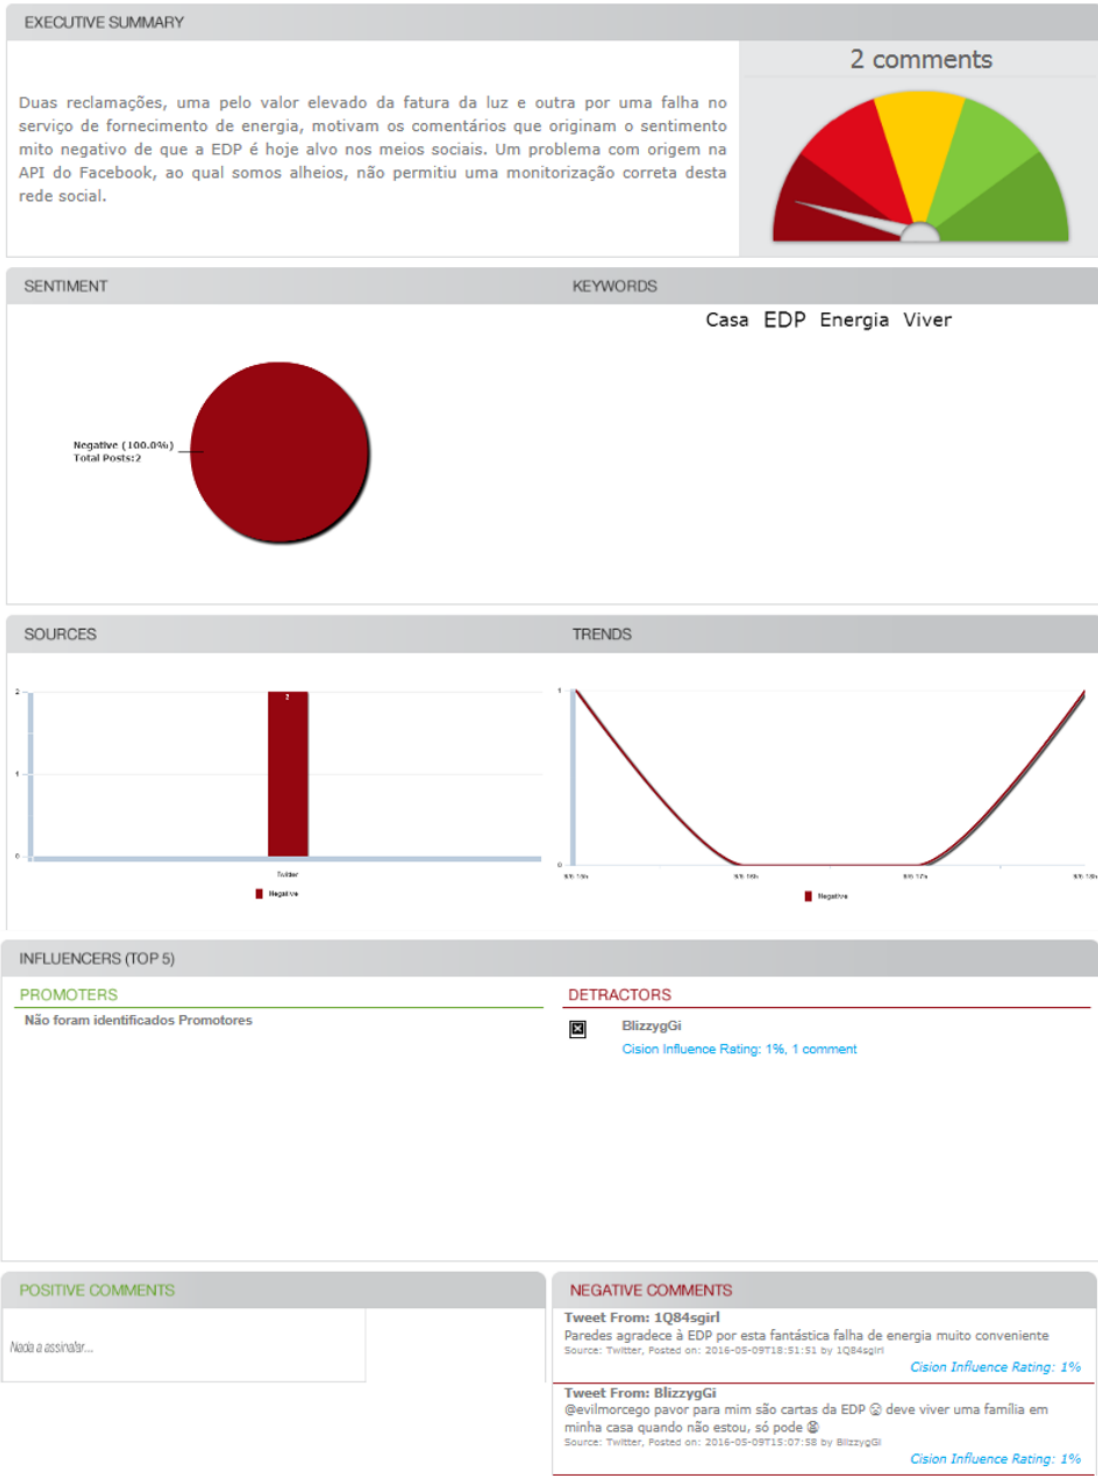 EXECUTIVE SUMMARY
2 comments
Duas reclamações, uma pelo valor elevado da fatura da luz e outra por uma falha no
serviço de fornecimento de energia, motivam os comentários que originam o sentimento
mito negativo de que a EDP é hoje alvo nos meios sociais. Um problema com origem na
API do Facebook, ao qual somos alheios, não permitiu uma monitorização correta desta
rede social.
SENTIMENT
KEYWORDS
Casa EDP Energia Viver
Negative (100.0%)
Total Posts:2
SOURCES
TRENDS
2
2
1
0
Twitter
Negative
1
0
Negative
INFLUENCERS (TOP 5)
PROMOTERS
Não foram identificados Promotores
DETRACTORS
BlizzygGi
Cision Influence Rating: 1%, 1 comment
POSITIVE COMMENTS
Nada a assinalar...
NEGATIVE COMMENTS
Tweet From: 1Q84sgirl
Paredes agradece à EDP por esta fantástica falha de energia muito conveniente
Source: Twitter, Posted on: 2016-05-09T18:51:51 by 1Q84sgirl
Cision Influence Rating: 1%
Tweet From: BlizzygGi
@evilmorcego pavor para mim são cartas da EDP deve viver uma família em
minha casa quando não estou, só pode
Source: Twitter, Posted on: 2016-05-09T15:07:58 by BlizzygGi
Cision Influence Rating: 1%